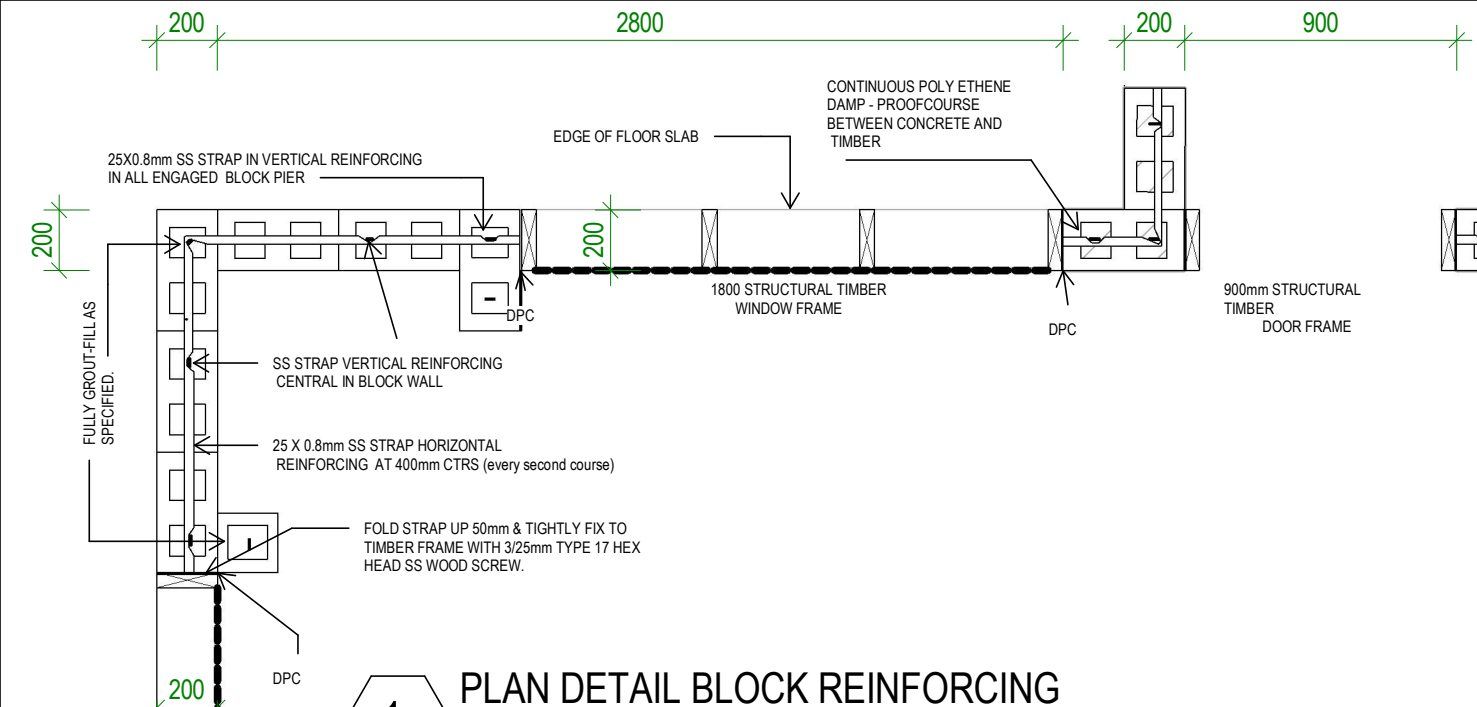 200
2800
200
900
CONTINUOUS POLY ETHENE
DAMP - PROOFCOURSE
BETWEEN CONCRETE AND
TIMBER
EDGE OF FLOOR SLAB
25X0.8mm SS STRAP IN VERTICAL REINFORCING
IN ALL ENGAGED BLOCK PIER
200
200
1800 STRUCTURAL TIMBER
WINDOW FRAME
900mm STRUCTURAL
TIMBER
DOOR FRAME
DPC
DPC
FULLY GROUT-FILL AS
SPECIFIED.
SS STRAP VERTICAL REINFORCING
CENTRAL IN BLOCK WALL
25 X 0.8mm SS STRAP HORIZONTAL
REINFORCING AT 400mm CTRS (every second course)
FOLD STRAP UP 50mm & TIGHTLY FIX TO
TIMBER FRAME WITH 3/25mm TYPE 17 HEX
HEAD SS WOOD SCREW.
DPC
200
PLAN DETAIL BLOCK REINFORCING